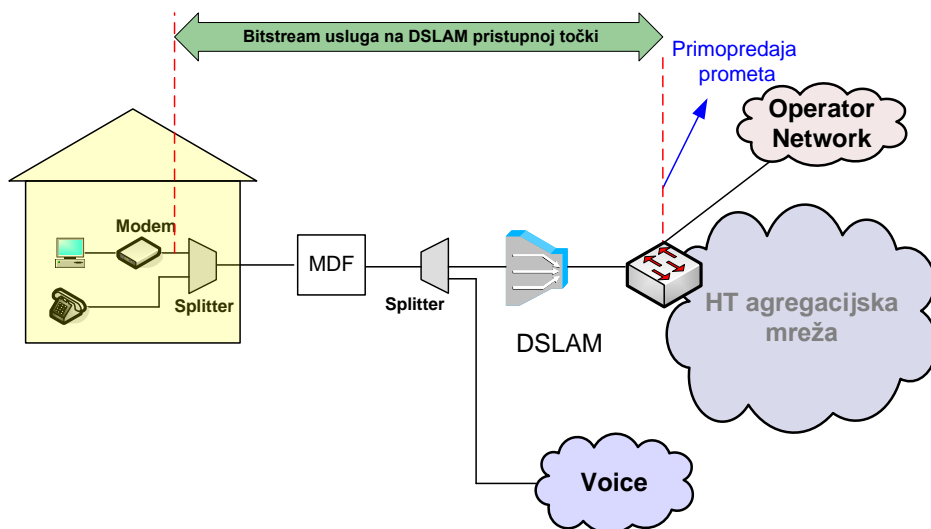 Bitstream usluga na DSLAM pristupnoj točki
Primopredaja
prometa
Operator
Network
Modem
Splitter
MDF
Splitter
DSLAM
HT agregacijska
mreža
Voice